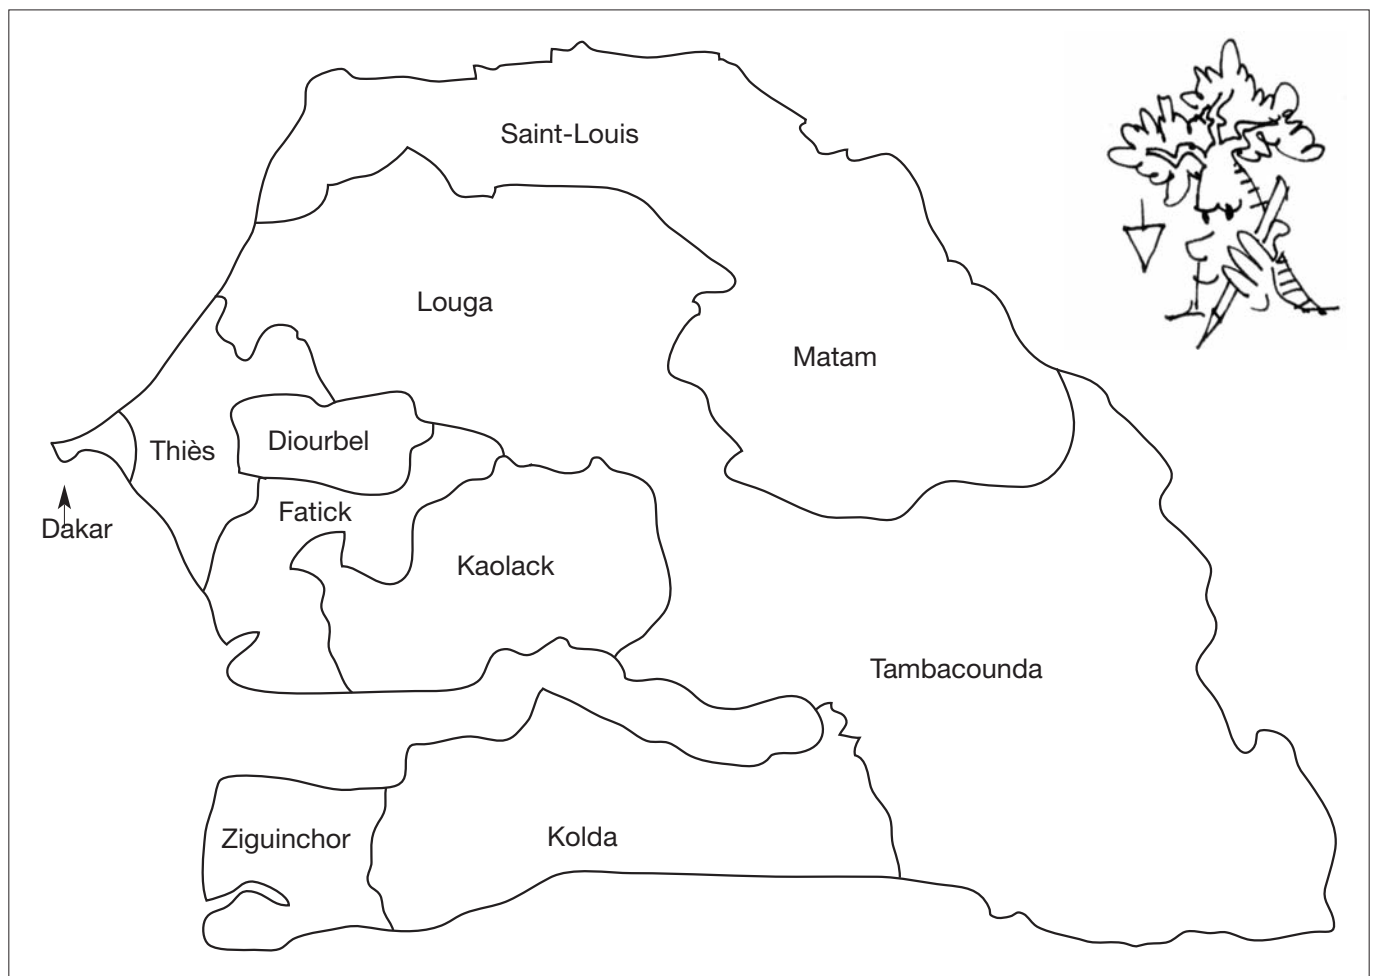 Saint-Louis
Louga
Matam
Thiès
Diourbel
Fatick
Dakar
Kaolack
Tambacounda
Ziguinchor
Kolda